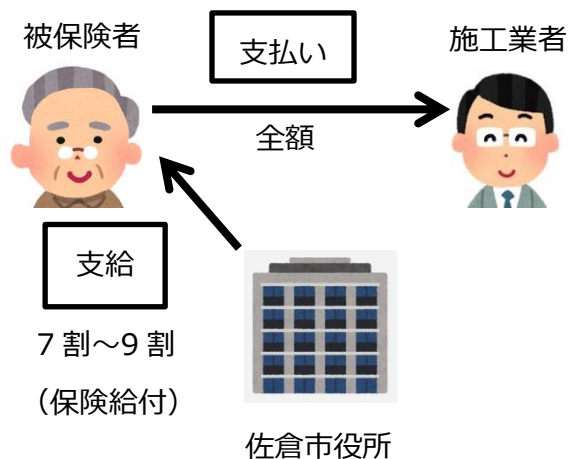 被保険者
支払い
施工業者
全額
支給
7割～9割
（保険給付）
佐倉市役所